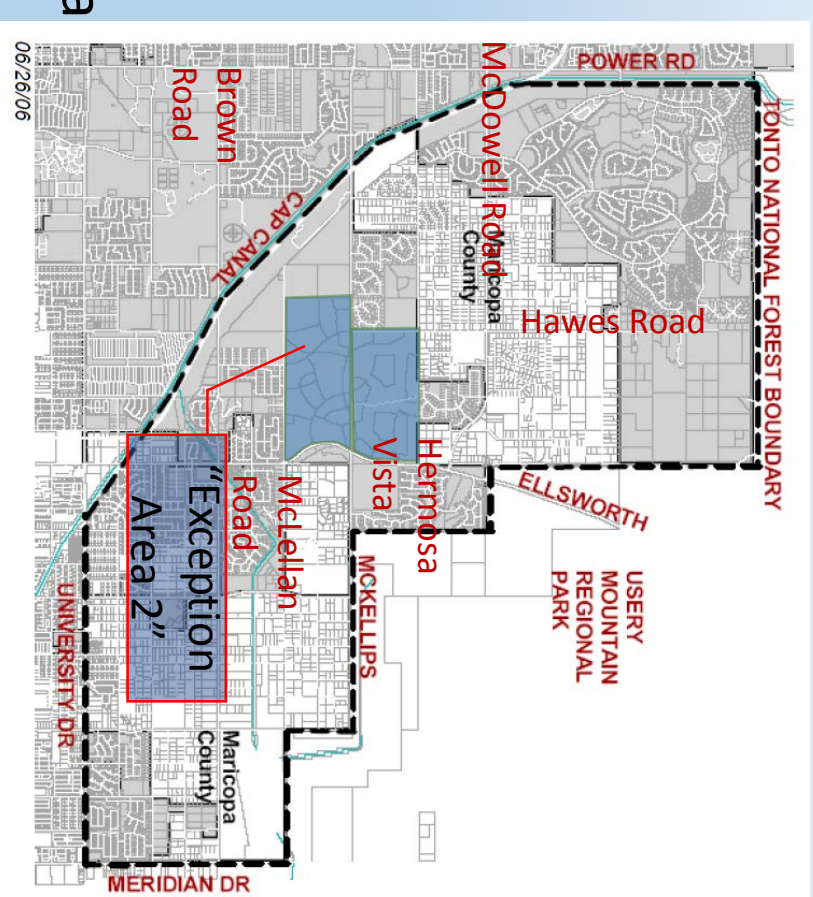 a
06/26/06
POWER RD
TONTO NATIONAL FOREST BOUNDARY
McDowell Road
Brown
Road
CAP CANAL
Maricopa
County
Hawes Road
Hermosa
Vista
ELLSWORTH
McLellan
Road
"Exception
Area 2"
MCKELLIPS
USERY
MOUNTAIN
REGIONAL
PARK
UNIVERSITY DR
Maricopa
County
MERIDIAN DR